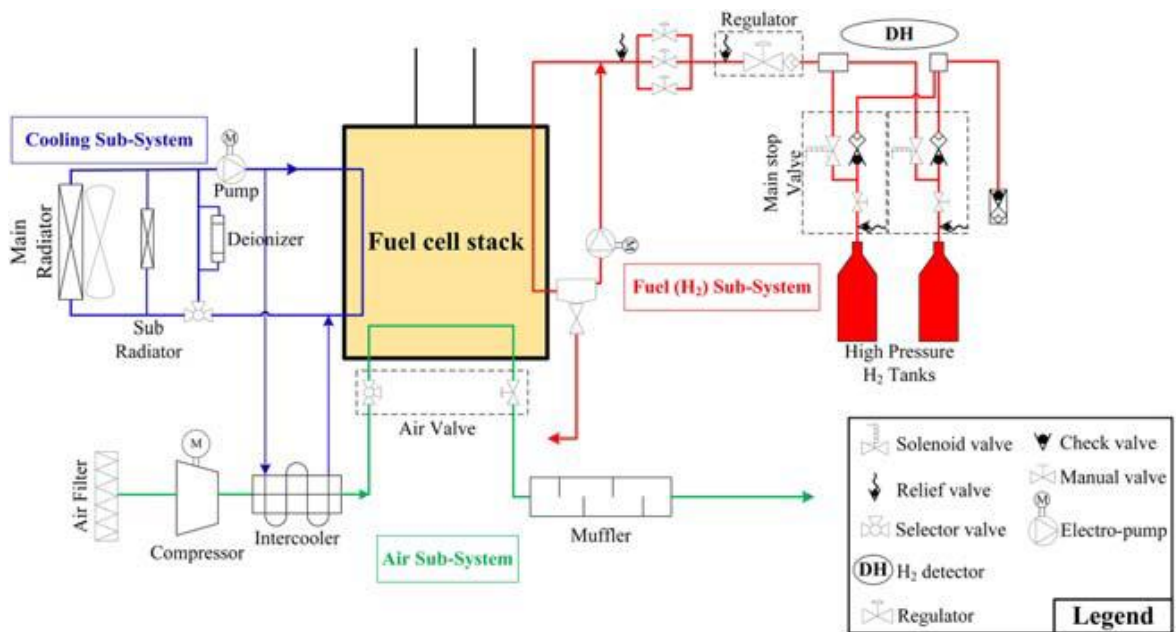 Regulator
DH
Cooling Sub-System
M
Pump
Main stop
Valve
Main
Radiator
Deionizer
Fuel cell stack
M
Fuel (H₂) Sub-System
Sub
Radiator
High Pressure
H₂ Tanks
Air Valve
M
Air Filter
Compressor
Intercooler
Air Sub-System
Muffler
Solenoid valve
Check valve
Relief valve
Manual valve
M
Selector valve
Electro-pump
DH H₂ detector
Regulator
Legend